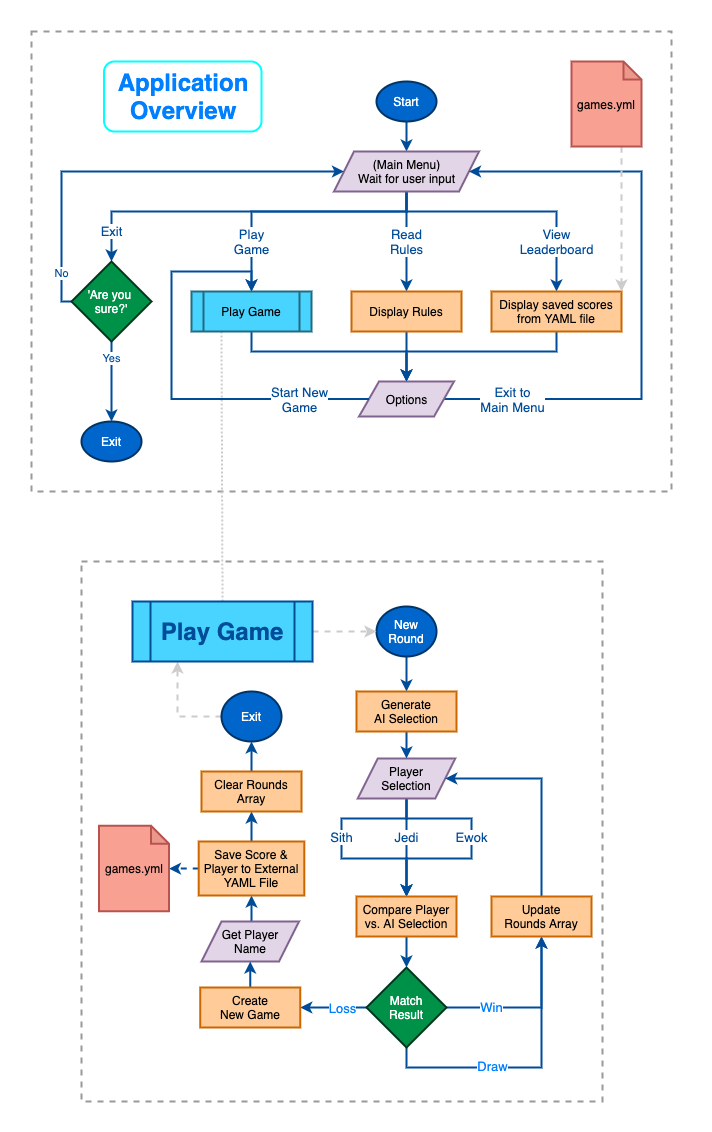 Application
Overview
Start
games.yml
(Main Menu)
Wait for user input
Exit
Play
Game
Read
Rules
View
Leaderboard
No
'Are you
sure?'
Play Game
Display Rules
Display saved scores
from YAML file
Yes
Start New
Game
Options
Exit to
Main Menu
Exit
Play Game
New
Round
Generate
AI Selection
Exit
Player
Selection
Clear Rounds
Array
Sith
Jedi
Ewok
games.yml
Save Score &
Player to External
YAML File
Compare Player
vs. AI Selection
Update
Rounds Array
Get Player
Name
Create
New Game
Loss
Match
Result
Win
Draw